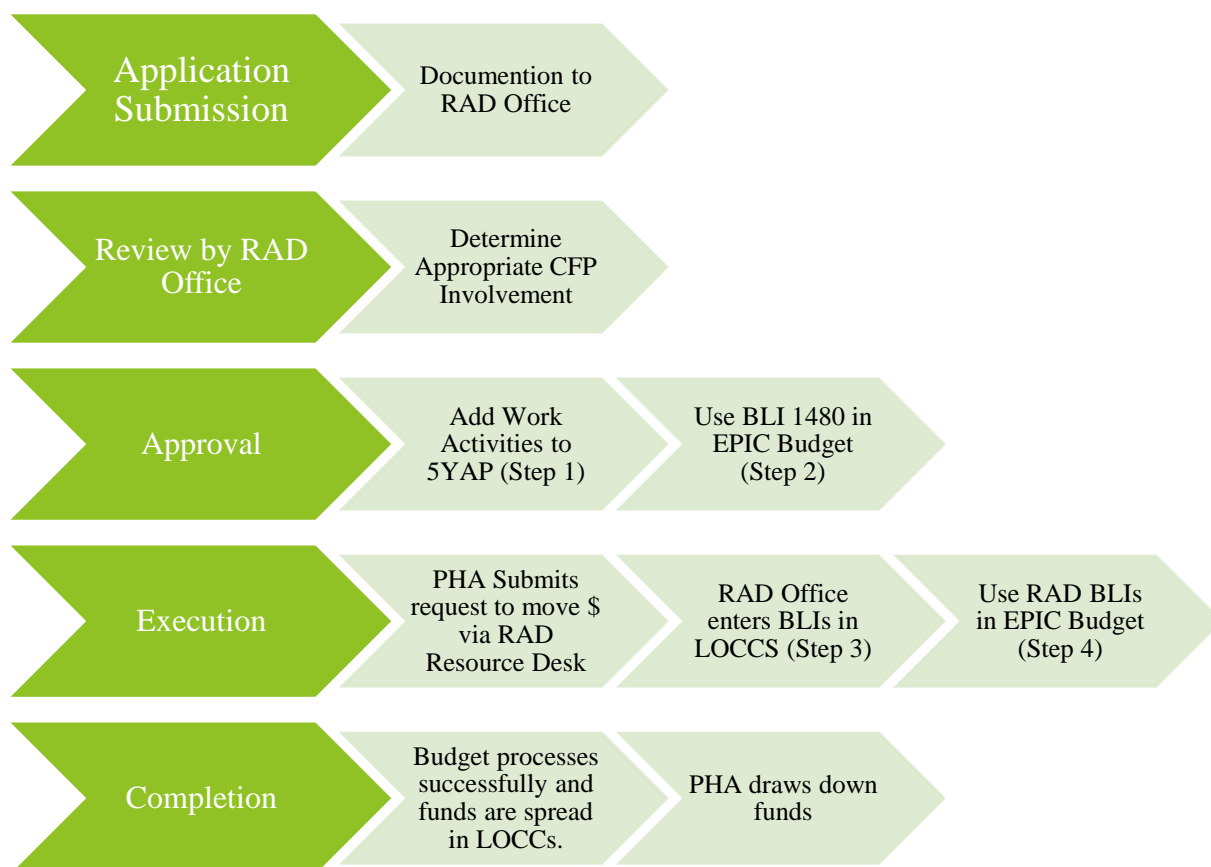 Application
Submission
Documention to
RAD Office
Review by RAD
Office
Determine
Appropriate CFP
Involvement
Approval
Add Work
Activities to
5YAP (Step 1)
Use BLI 1480 in
EPIC Budget
(Step 2)
Execution
PHA Submits
request to move $
via RAD
Resource Desk
RAD Office
enters BLIs in
LOCCS (Step 3)
Use RAD BLIs
in EPIC Budget
(Step 4)
Completion
Budget processes
successfully and
funds are spread
in LOCCs.
PHA draws down
funds